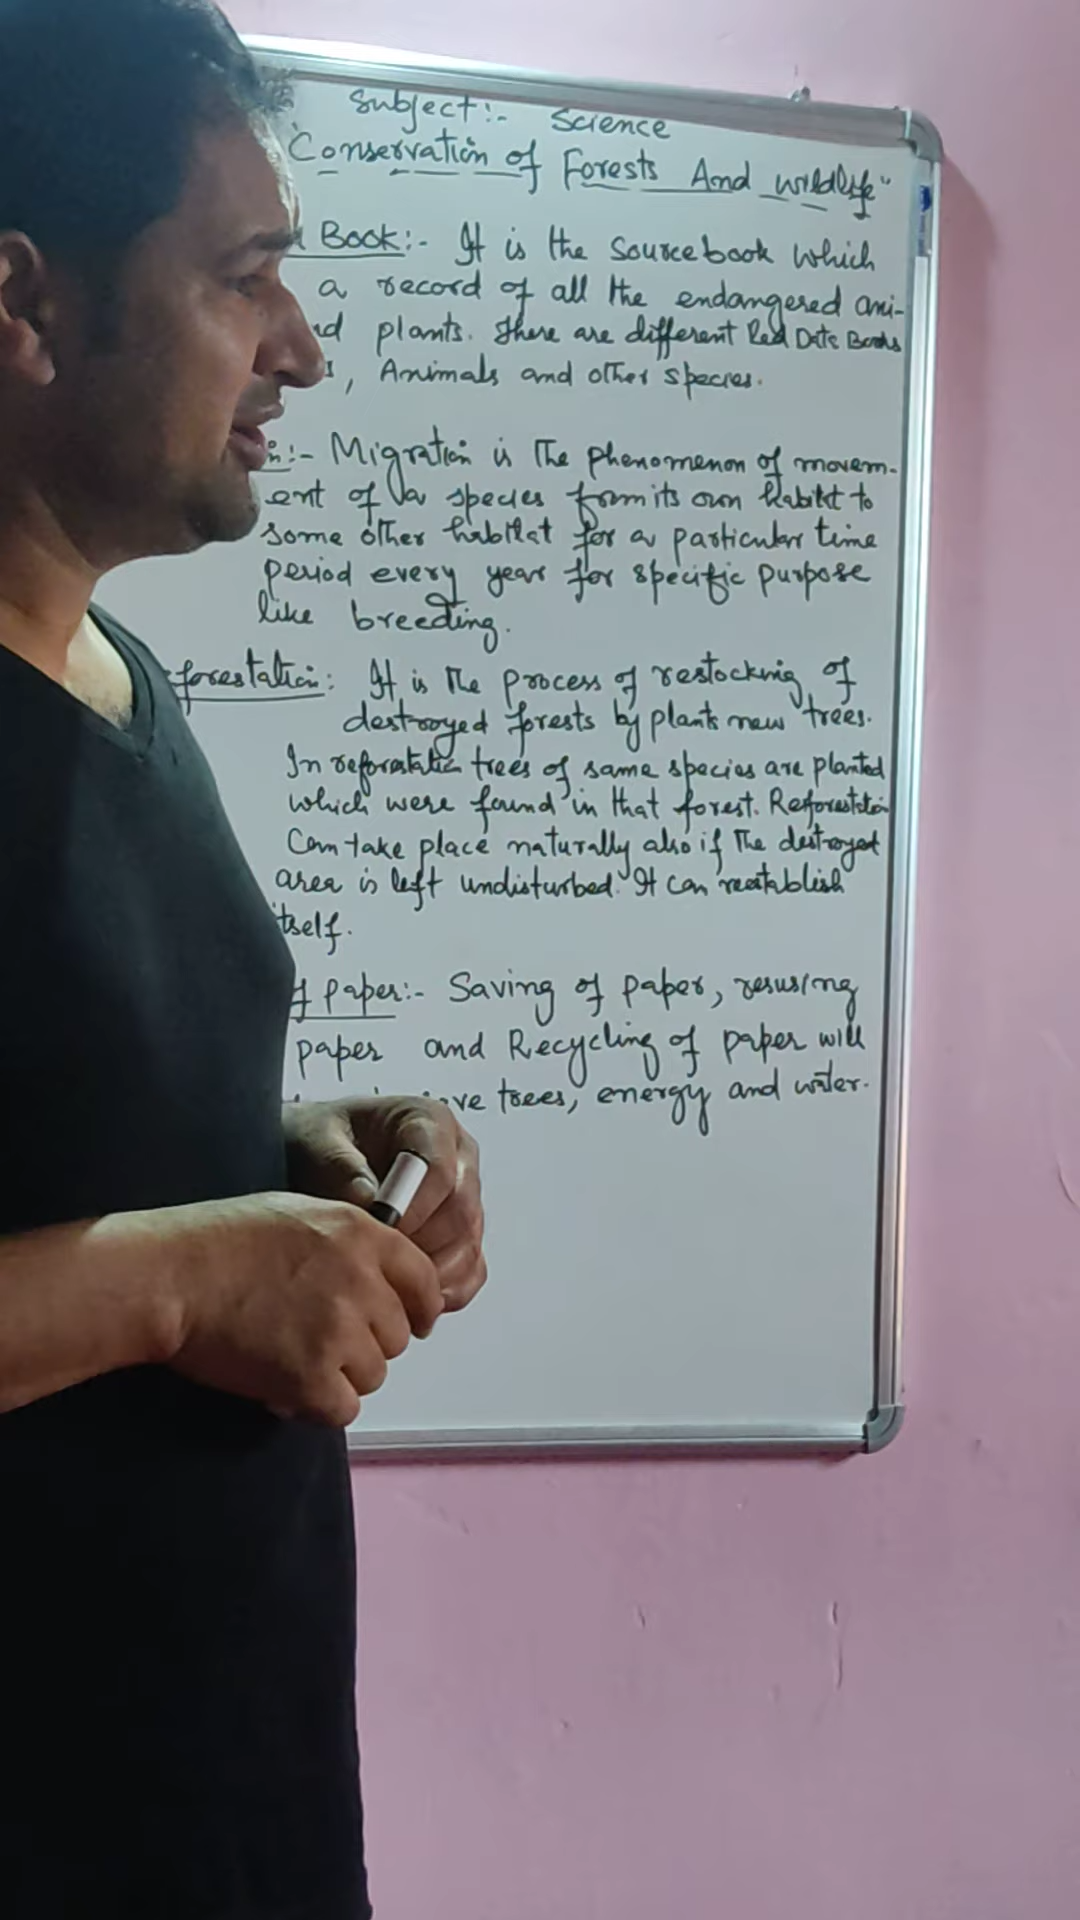 Subject:- Science
"Conservation of Forests And wildlife"
Book:- It is the Sourcebook which
a record of all the endangered ani-
plants. There are different Red Data Books
, Animals and other species.
:- Migration is the phenomenon of movem-
ent of a species form its own habitat to
some other habitat for a particular time
period every year for specific purpose
like breeding.
forestation: It is the process of restocking of
destroyed forests by plants new trees.
In reforestation trees of same species are planted
which were found in that forest. Reforestation
Can take place naturally also if the destroyed
area is left undisturbed. It can reestablish
itself.
of paper:- Saving of paper, resusing
paper and Recycling of paper will
trees, energy and water.